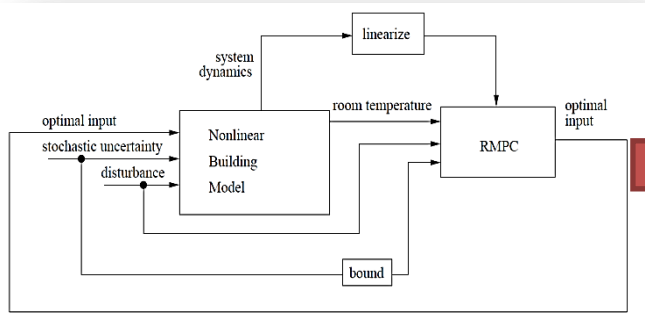 linearize
system
dynamics
room temperature
optimal
input
optimal input
stochastic uncertainty
disturbance
Nonlinear
Building
Model
RMPC
bound